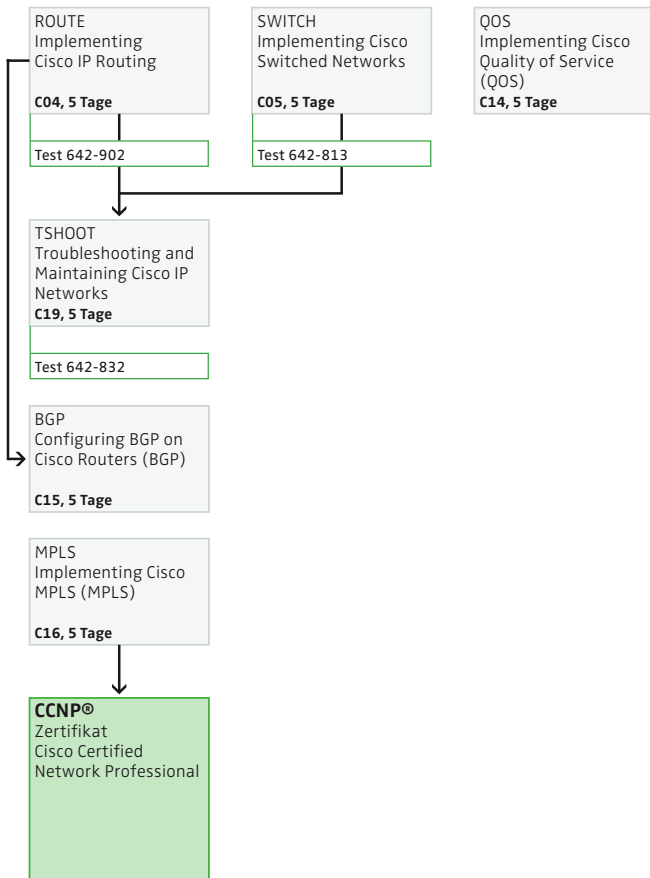 ROUTE
Implementing
Cisco IP Routing
C04, 5 Tage
Test 642-902
SWITCH
Implementing Cisco
Switched Networks
C05, 5 Tage
Test 642-813
QOS
Implementing Cisco
Quality of Service
(QOS)
C14, 5 Tage
TSHOOT
Troubleshooting and
Maintaining Cisco IP
Networks
C19, 5 Tage
Test 642-832
BGP
Configuring BGP on
Cisco Routers (BGP)
C15, 5 Tage
MPLS
Implementing Cisco
MPLS (MPLS)
C16, 5 Tage
CCNP®
Zertifikat
Cisco Certified
Network Professional